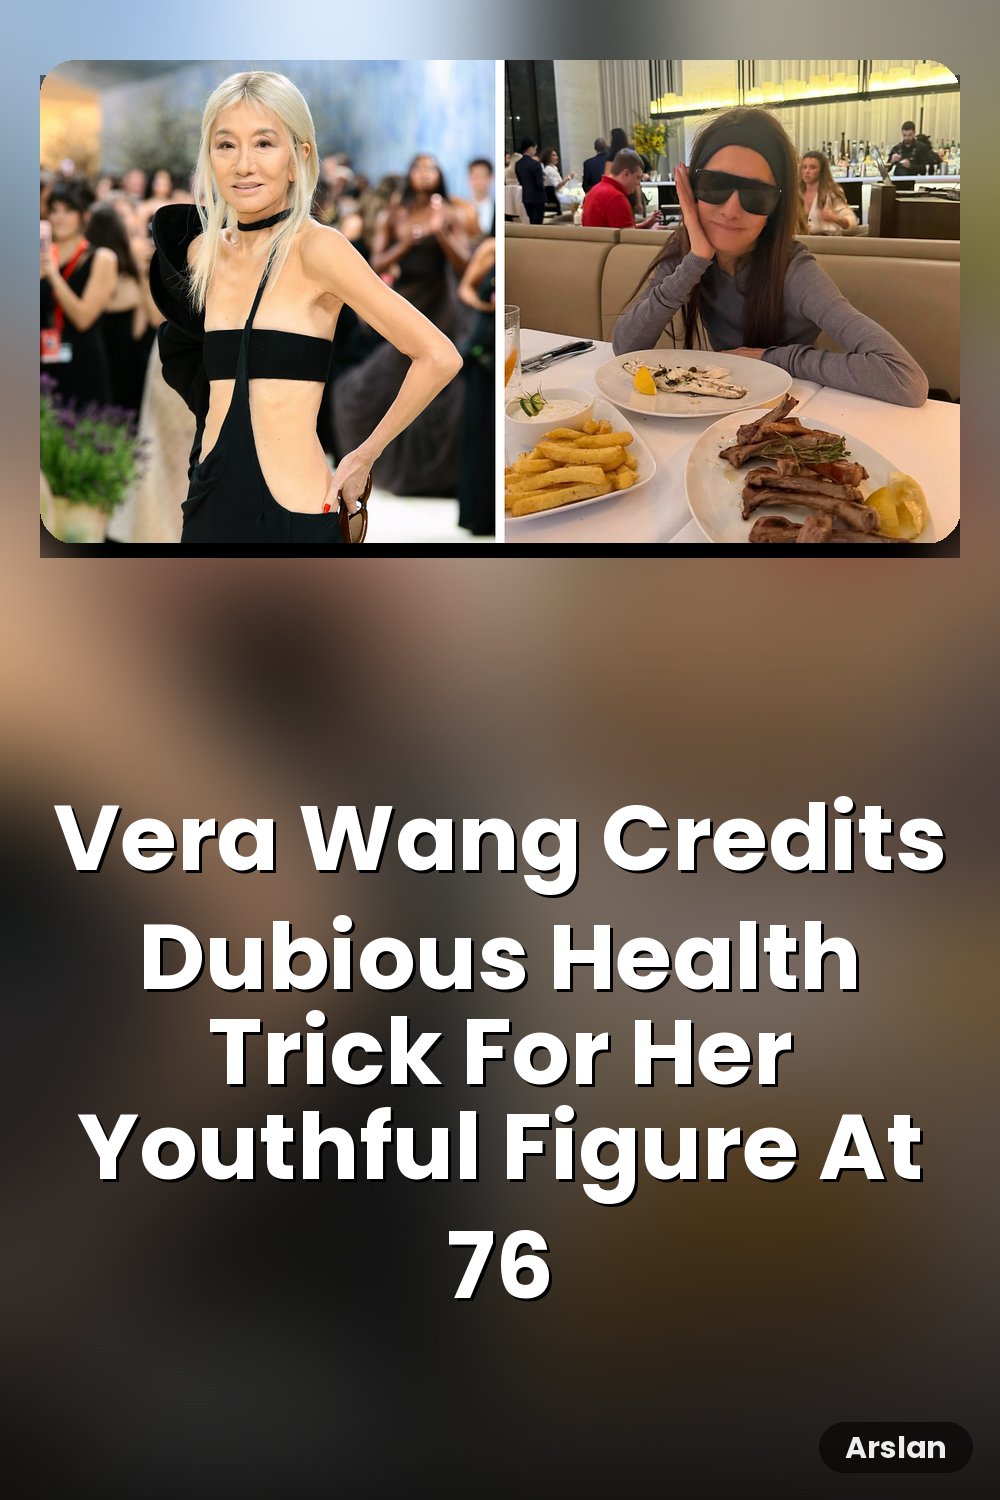 Vera Wang Credits
Dubious Health
Trick For Her
Youthful Figure At
76
Arslan